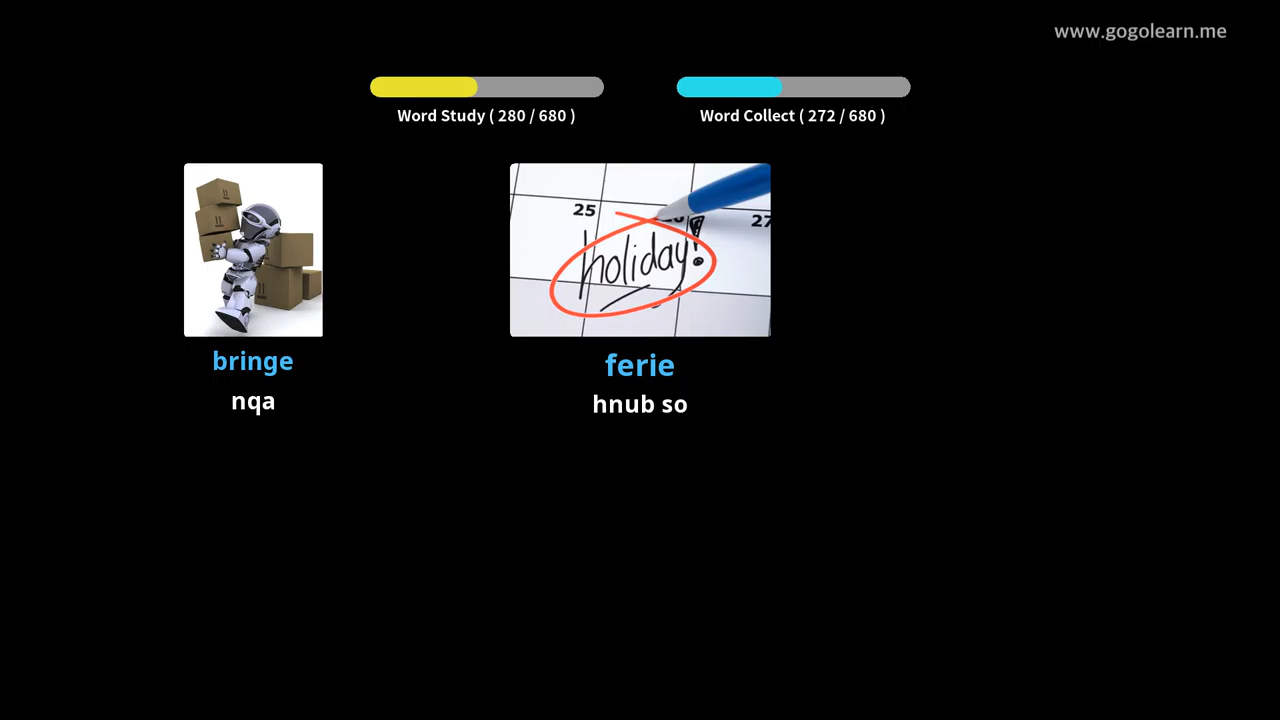 www.gogolearn.me
Word Study ( 280 / 680 )
Word Collect ( 272 / 680 )
25
27
holiday!
bringe
nqa
ferie
hnub so